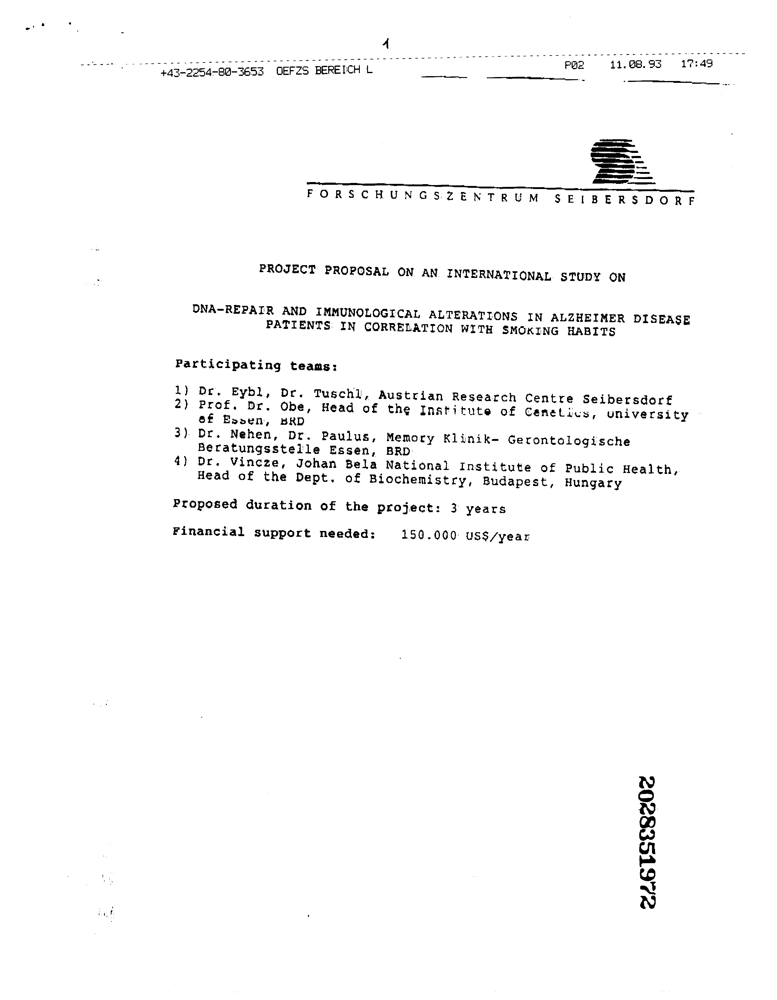 1
+43-2254-80-3653 OEFZS BEREICH L P02 11.08.93 17:49
FORSCHUNGSZENTRUM SEIBERSDORF
PROJECT PROPOSAL ON AN INTERNATIONAL STUDY ON
DNA-REPAIR AND IMMUNOLOGICAL ALTERATIONS IN ALZHEIMER DISEASE
PATIENTS IN CORRELATION WITH SMOKING HABITS
Participating teams:
1) Dr. Eybl, Dr. Tuschl, Austrian Research Centre Seibersdorf
2) Prof. Dr. Obe, Head of the Institute of Genetics, University
of Essen, BRD
3) Dr. Nehen, Dr. Paulus, Memory Klinik- Gerontologische
Beratungsstelle Essen, BRD
4) Dr. Vincze, Johan Bela National Institute of Public Health,
Head of the Dept. of Biochemistry, Budapest, Hungary
Proposed duration of the project: 3 years
Financial support needed: 150.000 US$/year
2028351972